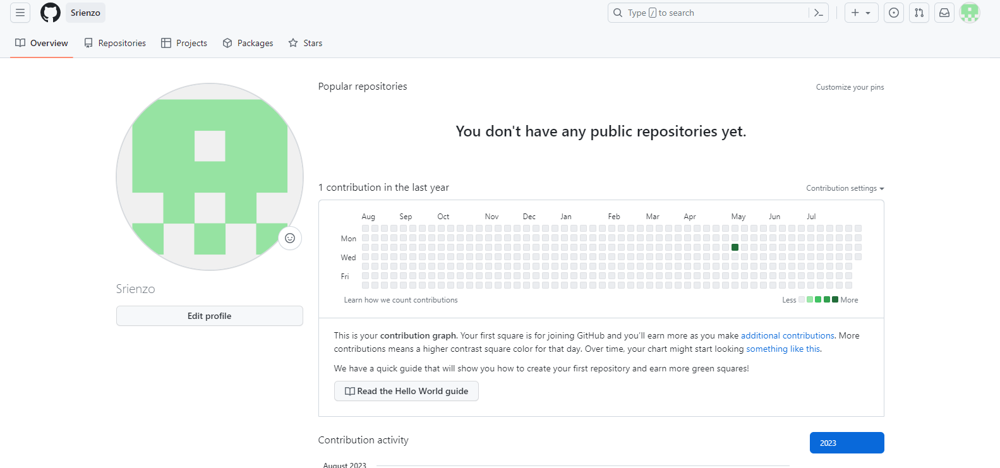 Srienzo
Type / to search
Overview
Repositories
Projects
Packages
Stars
Popular repositories
Customize your pins
You don't have any public repositories yet.
1 contribution in the last year
Contribution settings
Aug Sep Oct Nov Dec Jan Feb Mar Apr May Jun Jul
Mon
Wed
Fri
Learn how we count contributions
Less More
Srienzo
Edit profile
This is your contribution graph. Your first square is for joining GitHub and you'll earn more as you make additional contributions. More
contributions means a higher contrast square color for that day. Over time, your chart might start looking something like this.
We have a quick guide that will show you how to create your first repository and earn more green squares!
Read the Hello World guide
Contribution activity
2023
August 2023